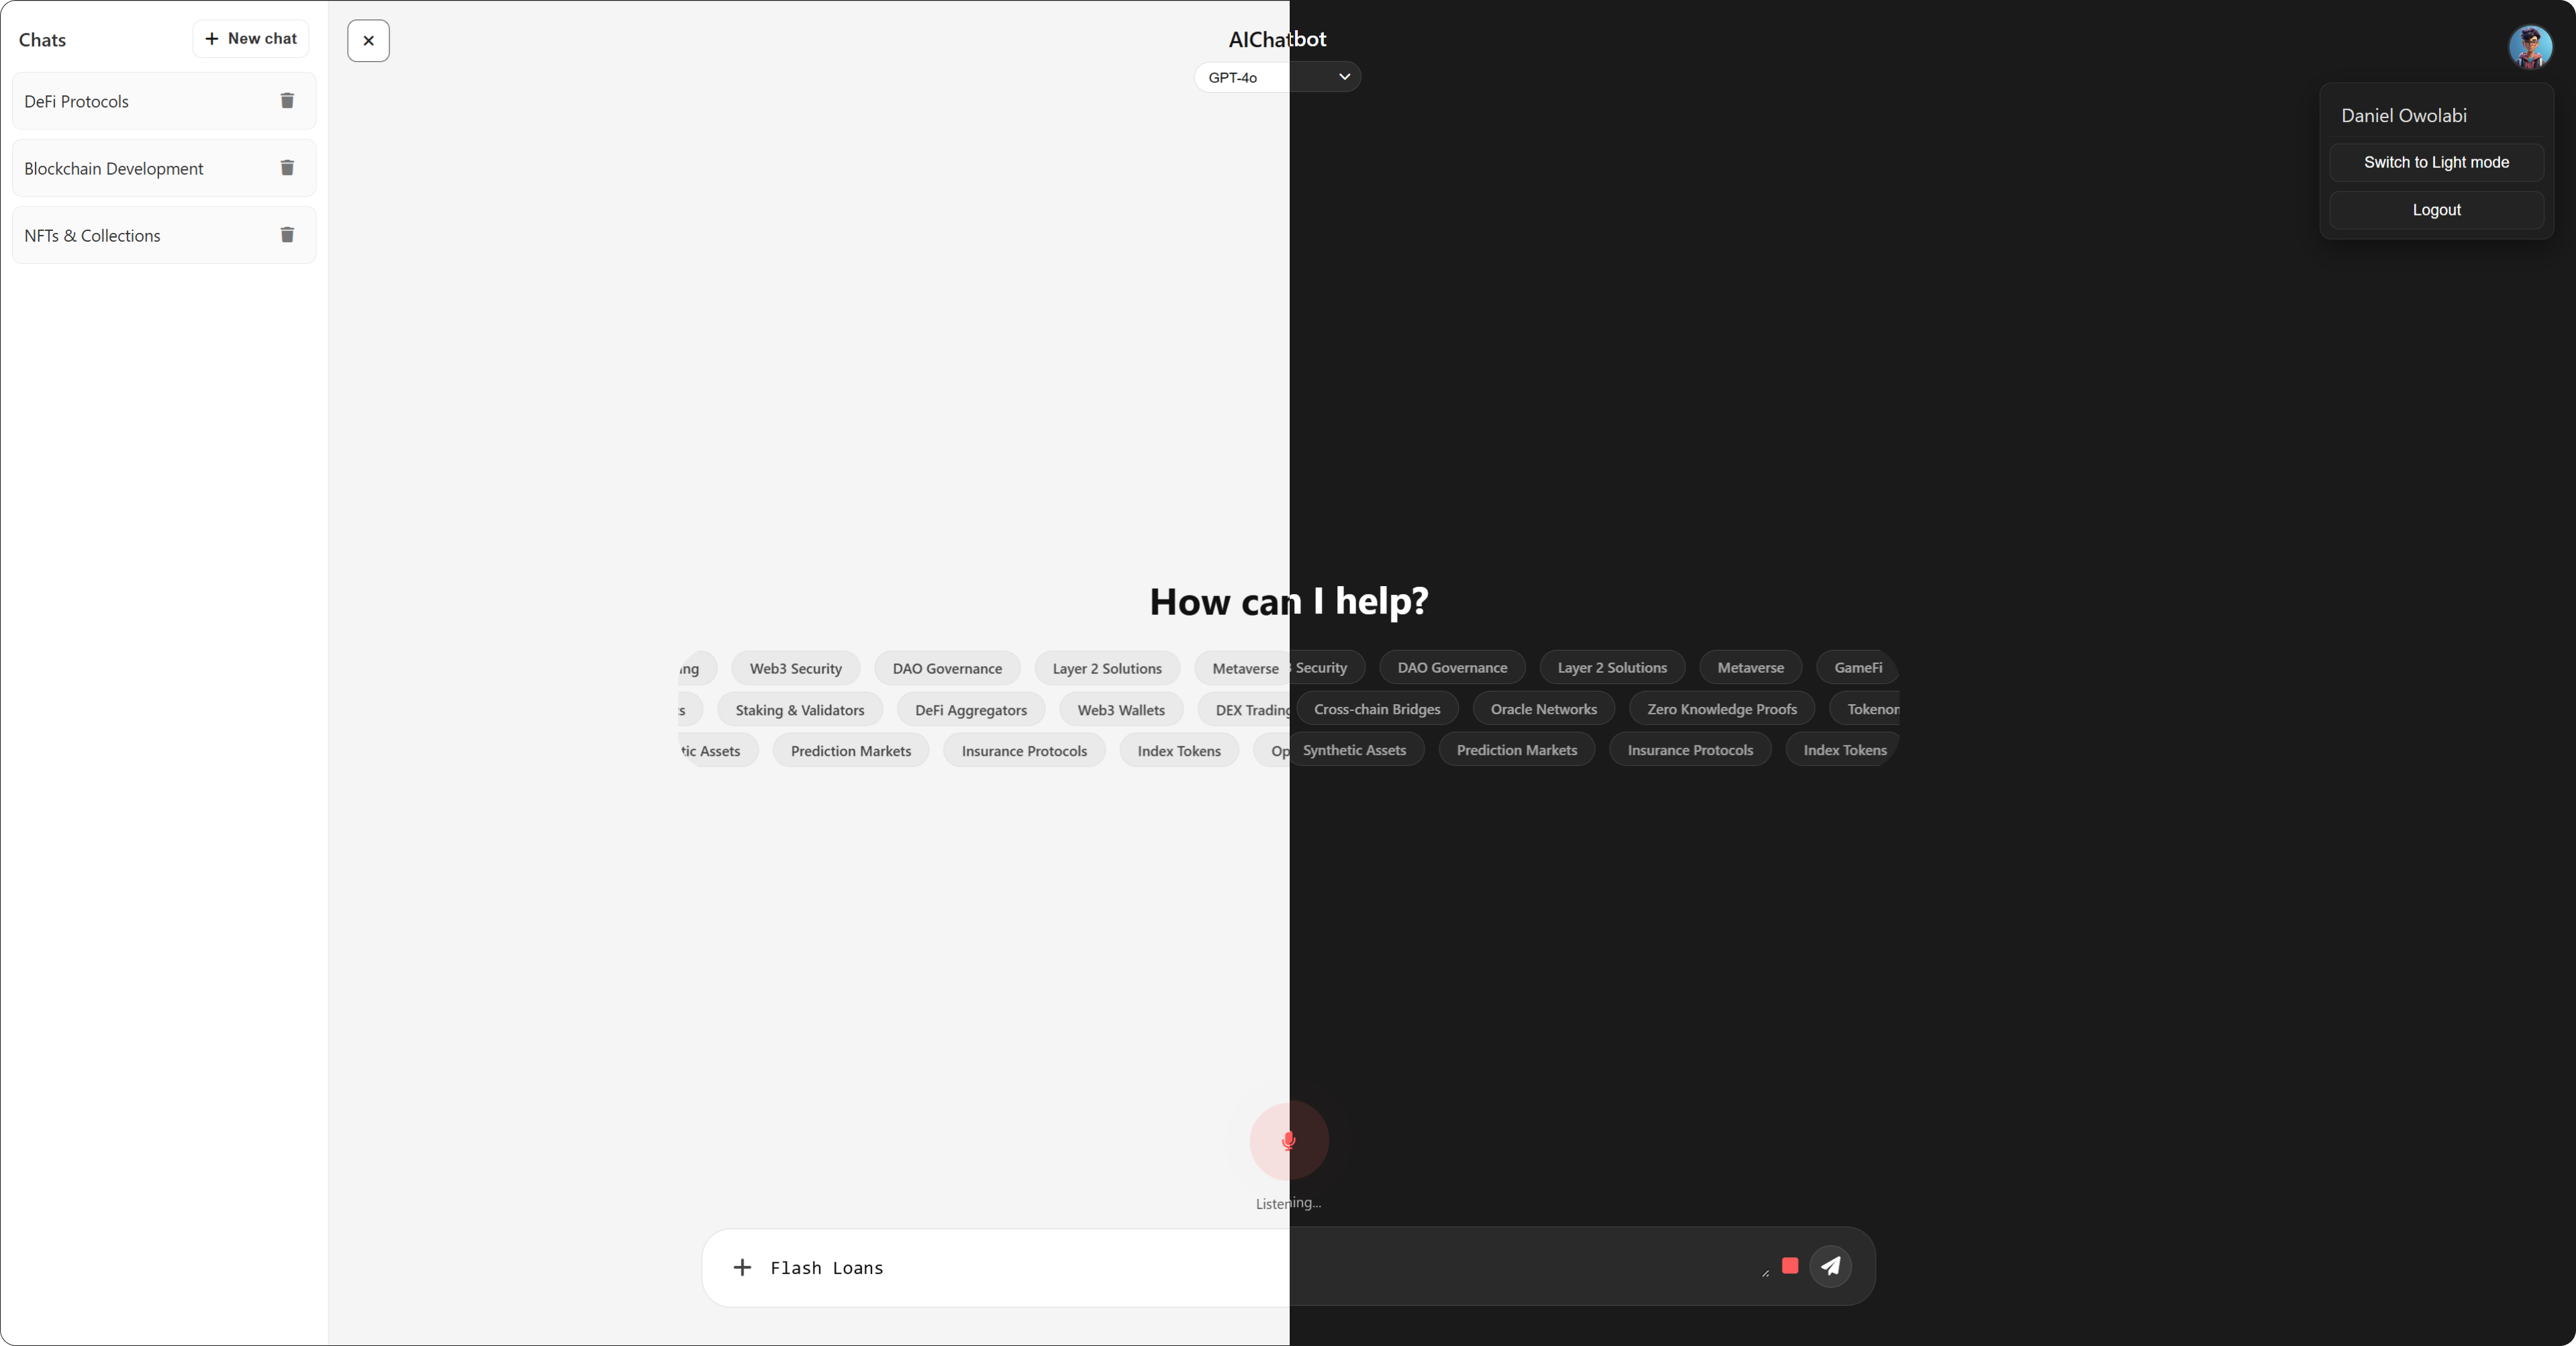 Chats
+ New chat
DeFi Protocols
Blockchain Development
NFTs & Collections
AIChatbot
GPT-4o
Daniel Owolabi
Switch to Light mode
Logout
How can I help?
ing Web3 Security DAO Governance Layer 2 Solutions Metaverse Security DAO Governance Layer 2 Solutions Metaverse GameFi
s Staking & Validators DeFi Aggregators Web3 Wallets DEX Trading Cross-chain Bridges Oracle Networks Zero Knowledge Proofs Tokenom
tic Assets Prediction Markets Insurance Protocols Index Tokens Op Synthetic Assets Prediction Markets Insurance Protocols Index Tokens
Listening...
+ Flash Loans